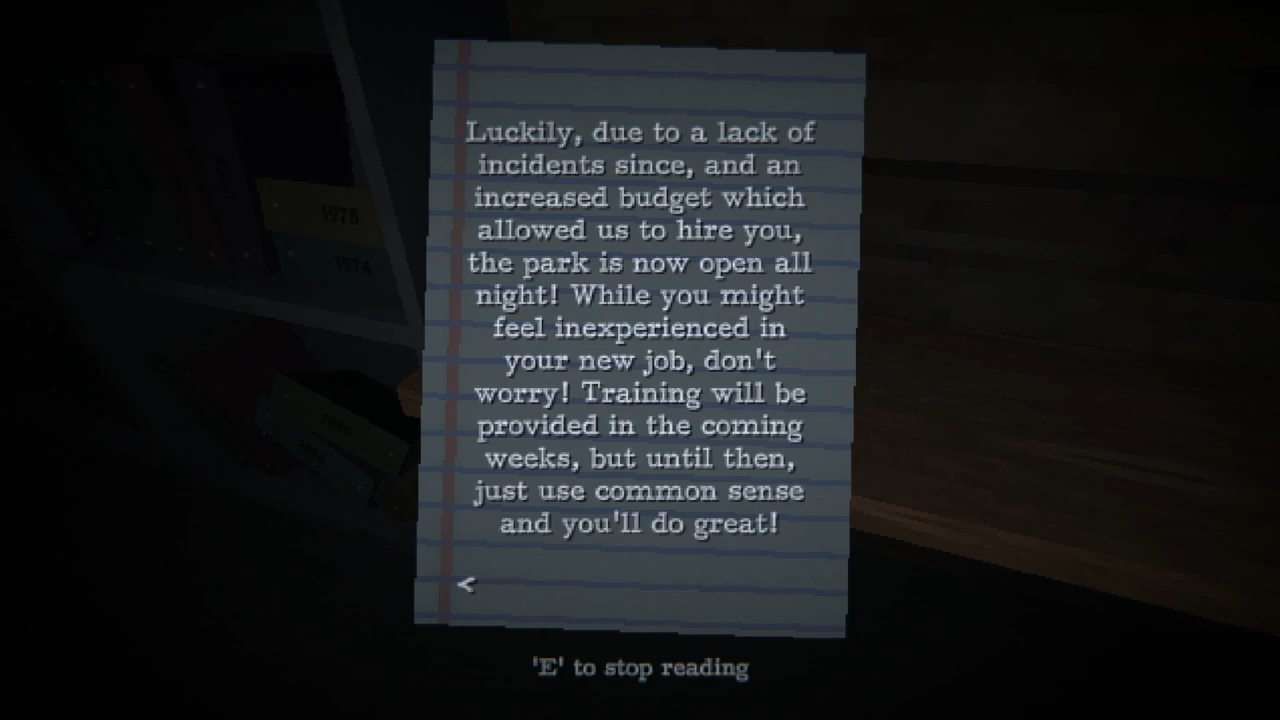 Luckily, due to a lack of
incidents since, and an
increased budget which
allowed us to hire you,
the park is now open all
night! While you might
feel inexperienced in
your new job, don't
worry! Training will be
provided in the coming
weeks, but until then,
just use common sense
and you'll do great!
<
'E' to stop reading
1978
1974